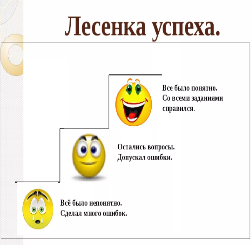 Лесенка успеха.
Все было понятно.
Со всеми заданиями
справился.
Остались вопросы.
Допускал ошибки.
Всё было непонятно.
Сделал много ошибок.